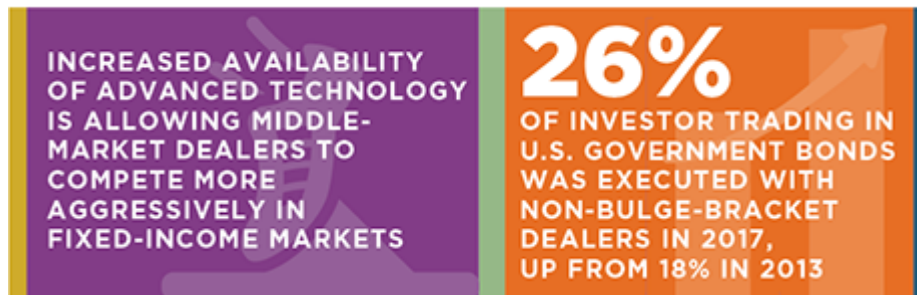 INCREASED AVAILABILITY
OF ADVANCED TECHNOLOGY
IS ALLOWING MIDDLE-
MARKET DEALERS TO
COMPETE MORE
AGGRESSIVELY IN
FIXED-INCOME MARKETS
26%
OF INVESTOR TRADING IN
U.S. GOVERNMENT BONDS
WAS EXECUTED WITH
NON-BULGE-BRACKET
DEALERS IN 2017,
UP FROM 18% IN 2013